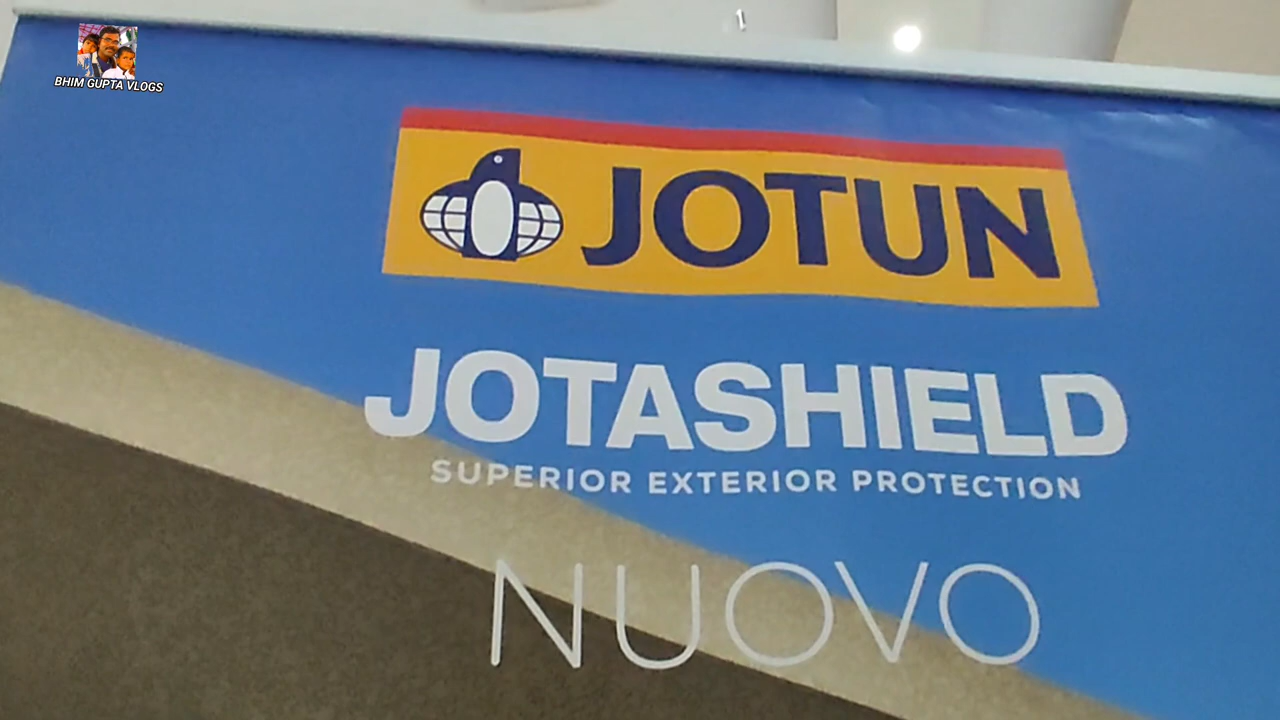 BHIM GUPTA VLOGS
JOTUN
JOTASHIELD
SUPERIOR EXTERIOR PROTECTION
NUOVO